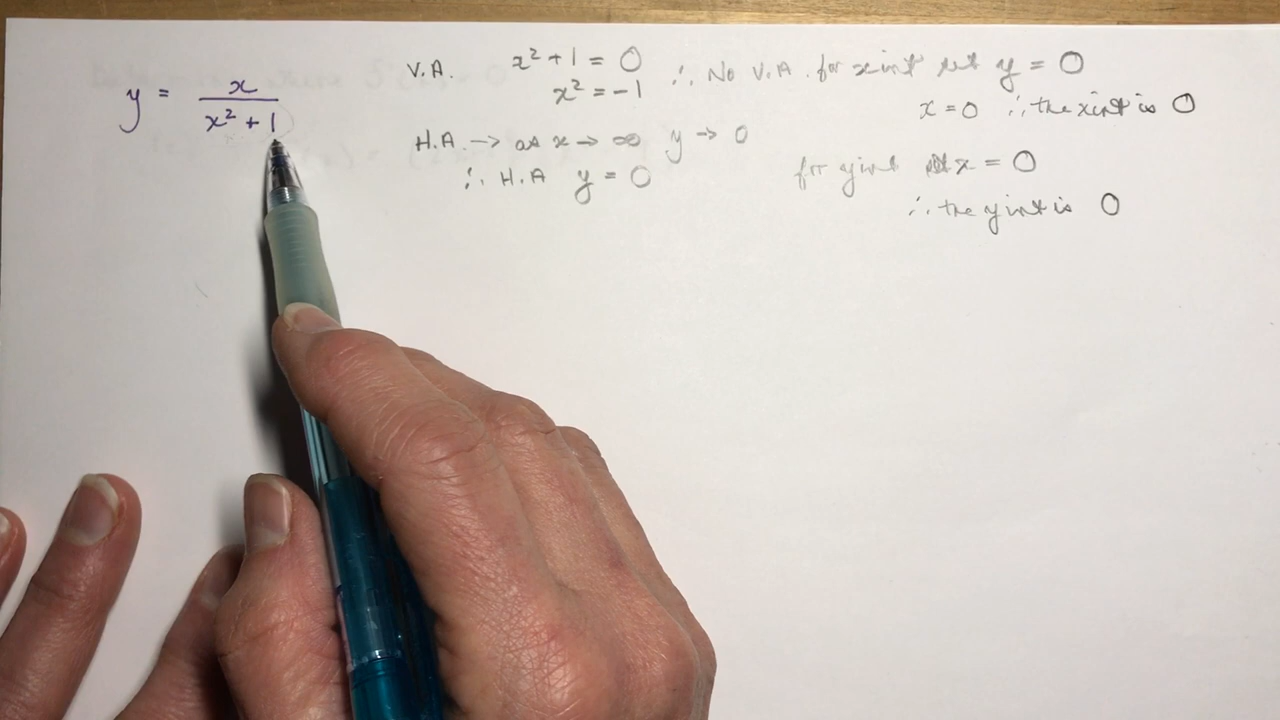 y = x / (x² + 1)
V.A. x² + 1 = 0
x² = -1
∴ No V.A.
H.A. → as x → ∞ y → 0
∴ H.A y = 0
for x int let y = 0
x = 0 ∴ the x int is 0
for y int x = 0
∴ the y int is 0